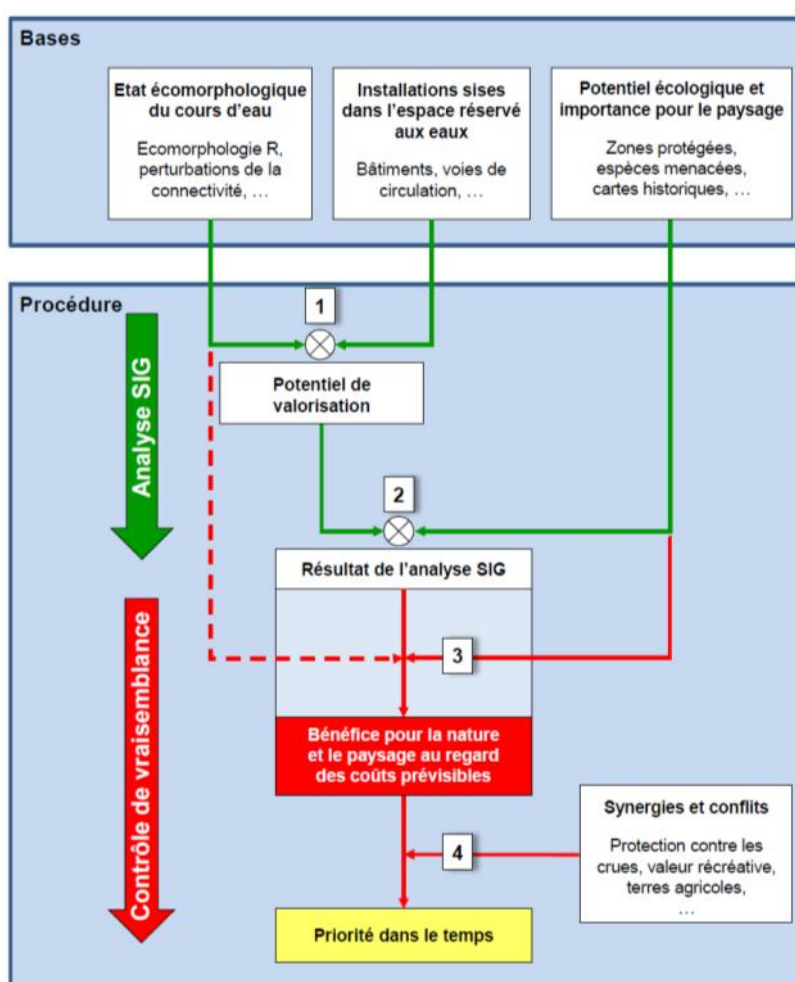 Bases
Etat écomorphologique
du cours d'eau
Ecomorphologie R,
perturbations de la
connectivité, …
Installations sises
dans l'espace réservé
aux eaux
Bâtiments, voies de
circulation, …
Potentiel écologique et
importance pour le paysage
Zones protégées,
espèces menacées,
cartes historiques, …
Procédure
Analyse SIG
1
Potentiel de
valorisation
2
Résultat de l'analyse SIG
Contrôle de vraisemblance
3
Bénéfice pour la nature
et le paysage au regard
des coûts prévisibles
Synergies et conflits
Protection contre les
crues, valeur récréative,
terres agricoles,
…
4
Priorité dans le temps